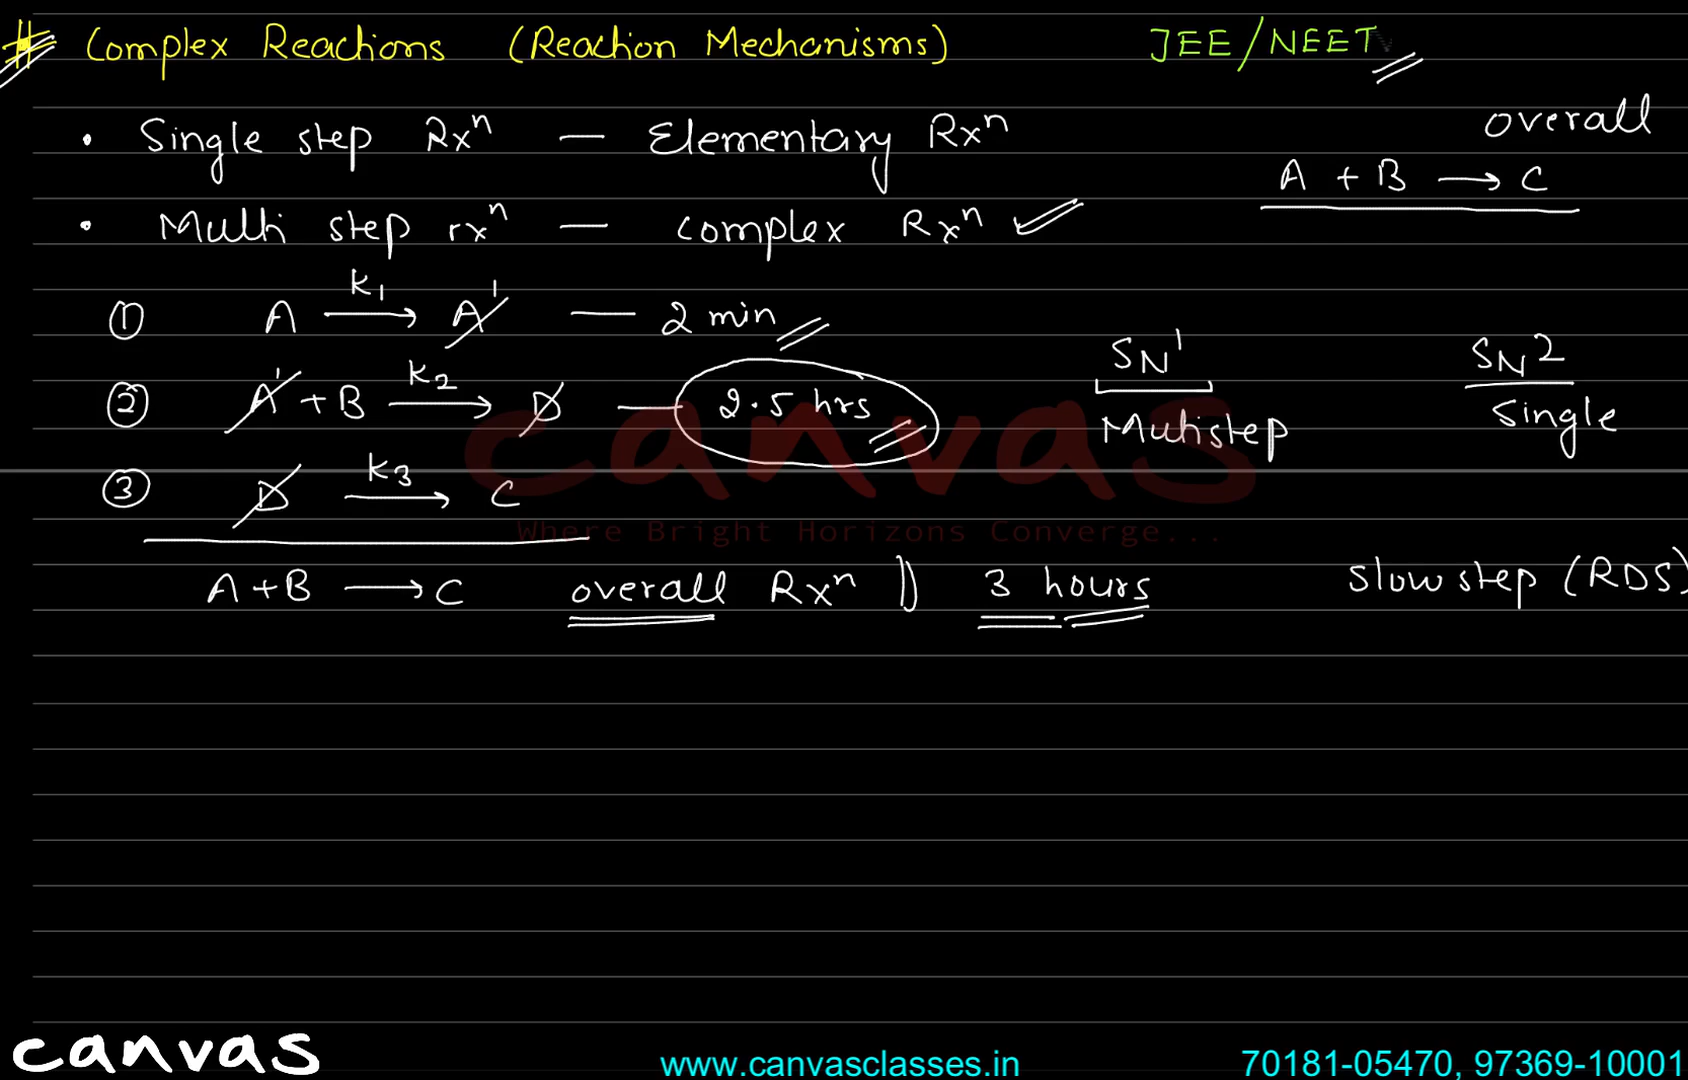 # Complex Reactions (Reaction Mechanisms) JEE/NEET
• Single step Rxⁿ — Elementary Rxⁿ
overall
A + B ⟶ C
• Multi step rxⁿ — complex Rxⁿ ✓
① A ⟶ A' — 2 min
K₁
② A' + B ⟶ D — 2.5 hrs
K₂
SN¹
Multistep
SN2
Single
③ D ⟶ C
K₃
canvas
Where Bright Horizons Converge...
A+B ⟶ C overall Rxⁿ )) 3 hours
slow step (RDS)
canvas
www.canvasclasses.in
70181-05470, 97369-10001